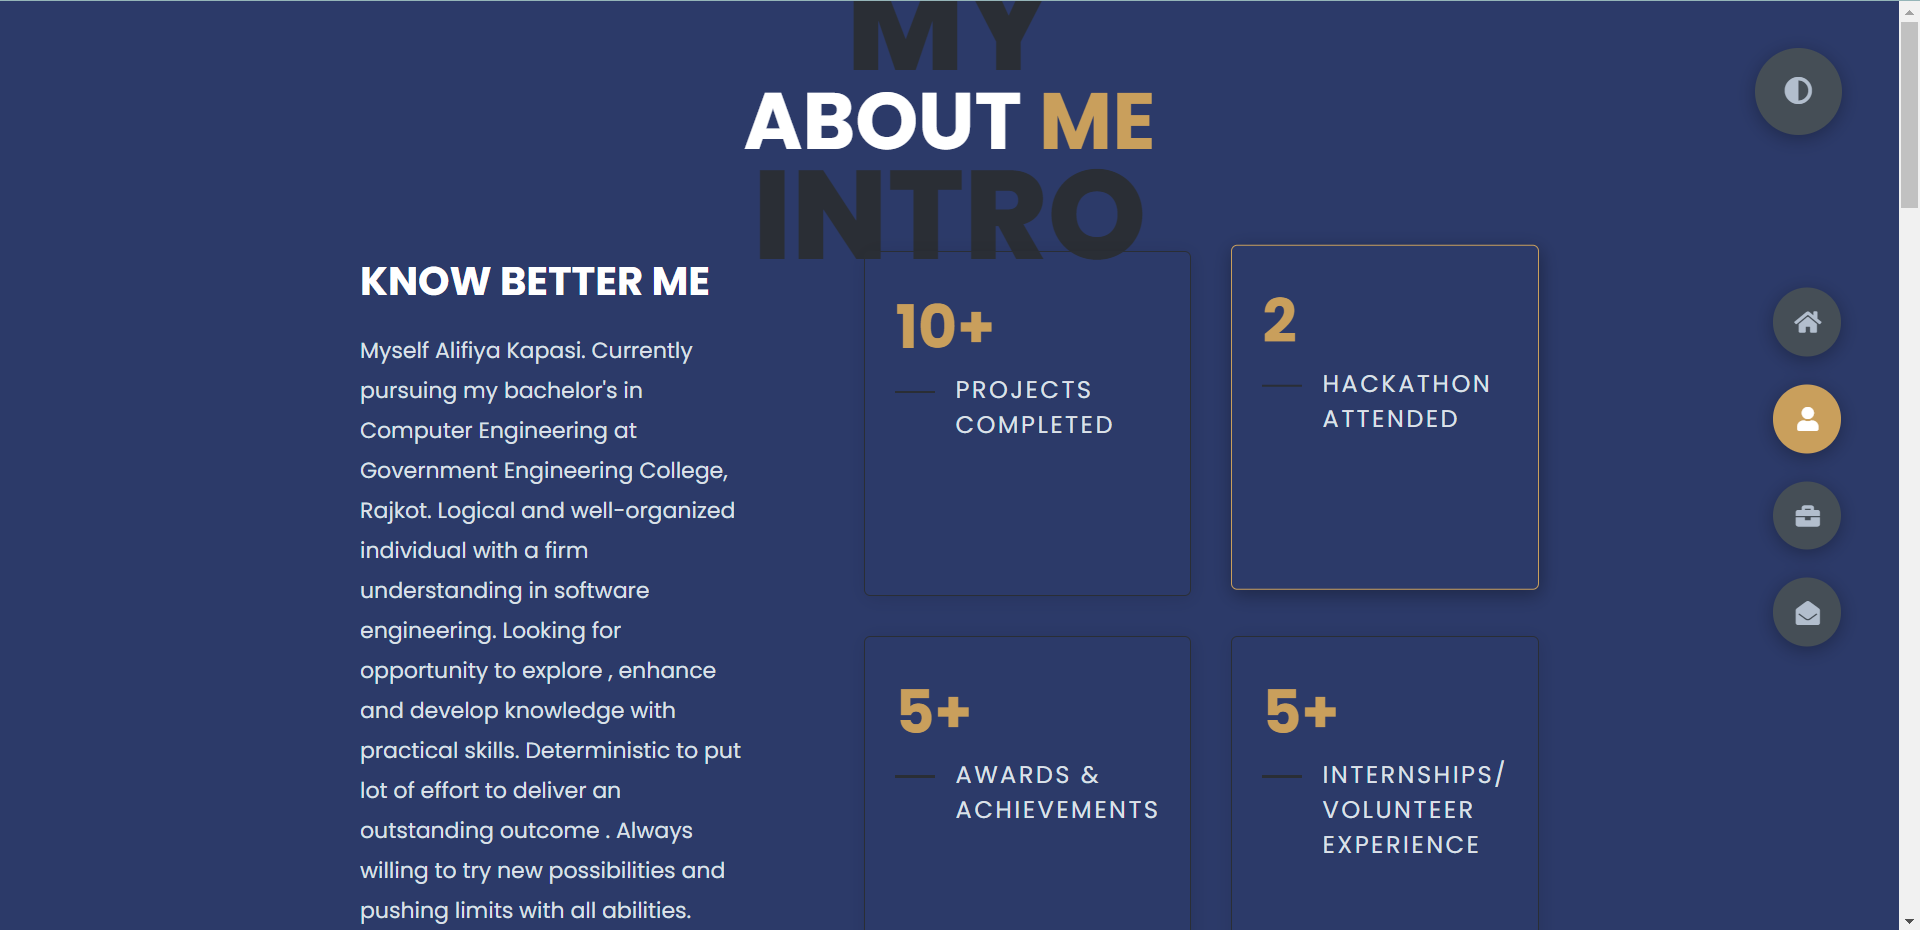 MY
ABOUT ME
INTRO
KNOW BETTER ME
Myself Alifiya Kapasi. Currently
pursuing my bachelor's in
Computer Engineering at
Government Engineering College,
Rajkot. Logical and well-organized
individual with a firm
understanding in software
engineering. Looking for
opportunity to explore , enhance
and develop knowledge with
practical skills. Deterministic to put
lot of effort to deliver an
outstanding outcome . Always
willing to try new possibilities and
pushing limits with all abilities.
10+
PROJECTS
COMPLETED
2
HACKATHON
ATTENDED
5+
AWARDS &
ACHIEVEMENTS
5+
INTERNSHIPS/
VOLUNTEER
EXPERIENCE